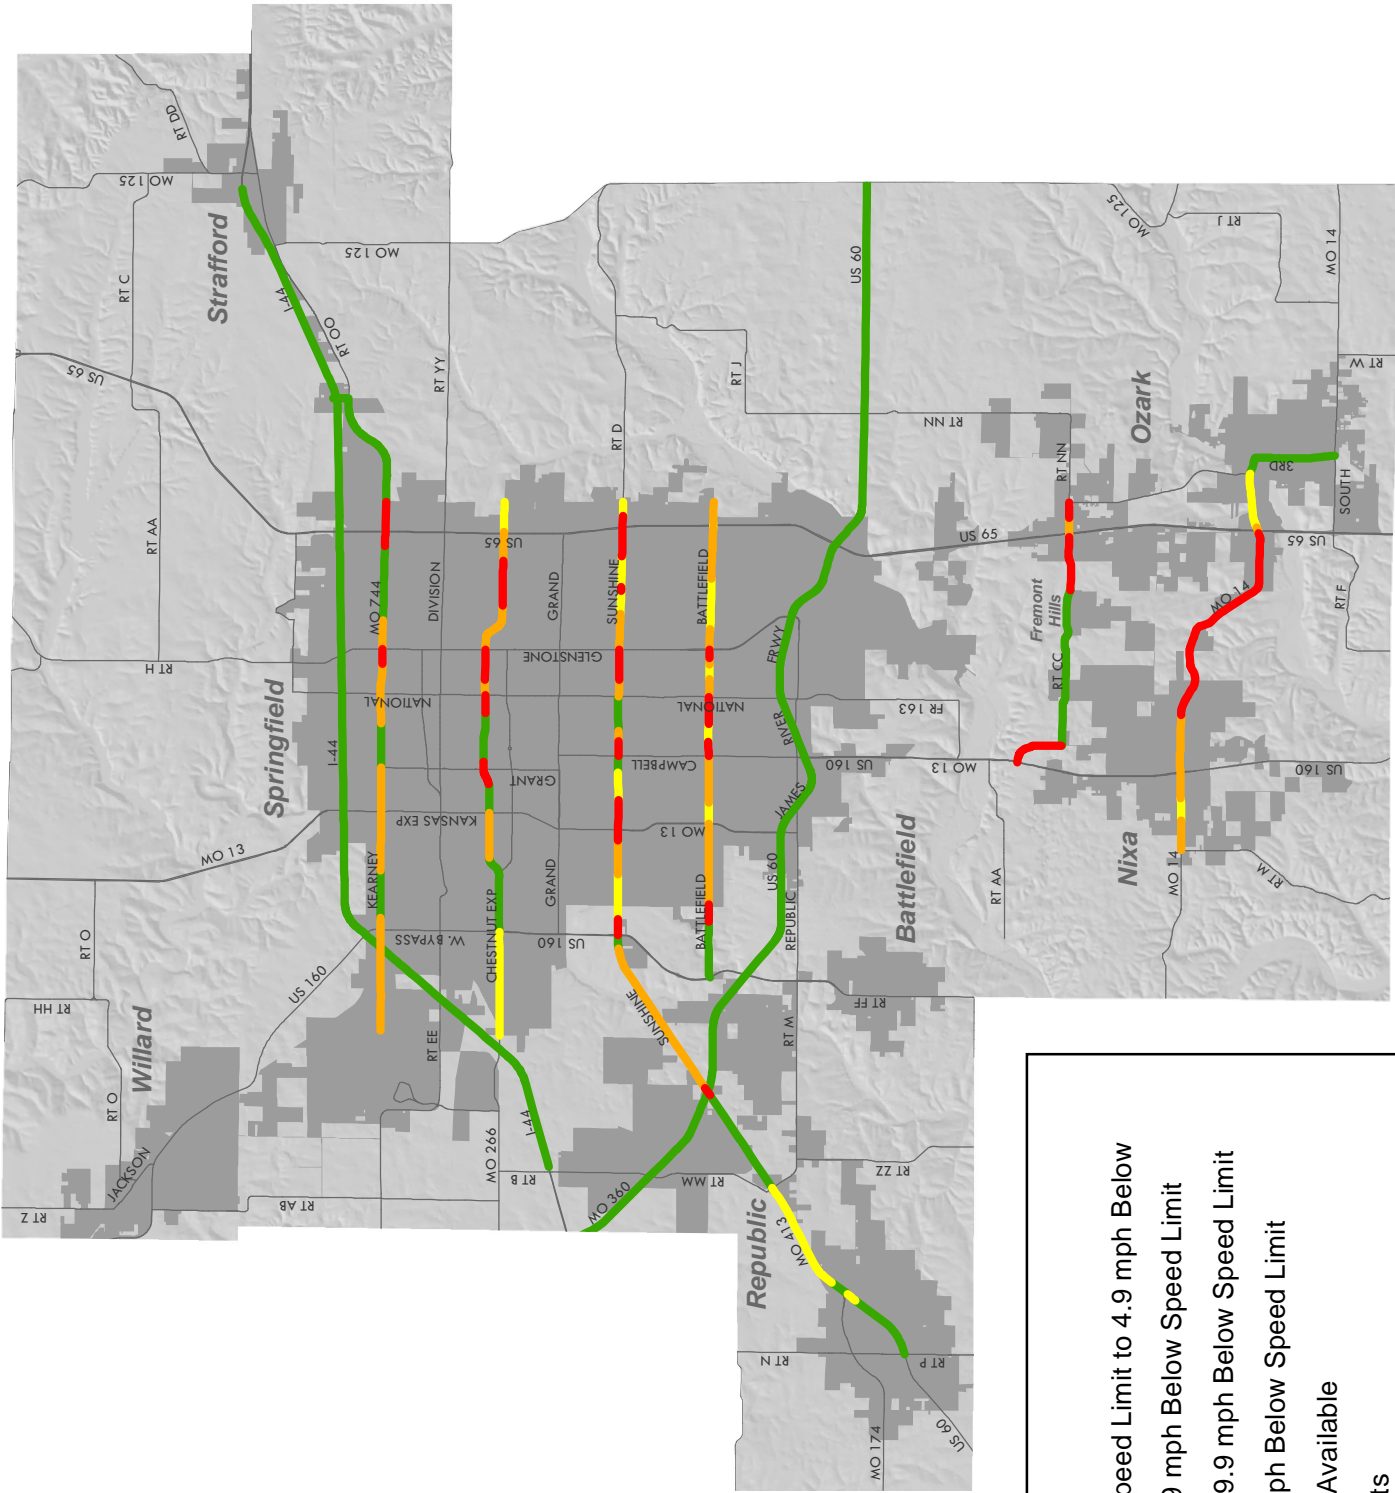 RT DD
MO 125
Strafford
RT C
MO 125
I-44
RT OO
US 65
RT YY
RT AA
RT D
RT J
US 60
MO 125
RT J
MO 14
RT W
RT NN
RT NN
Ozark
3RD
SOUTH
US 65
US 65
US 65
MO 744
DIVISION
GRAND
SUNSHINE
BATTLEFIELD
Fremont
Hills
MO 14
RT F
RT H
GLENSTONE
FRWY
RT CC
Springfield
NATIONAL
NATIONAL
RIVER
FR 163
I-44
GRANT
CAMPBELL
US 160
MO 13
US 160
KANSAS EXP
MO 13
JAMES
MO 13
KEARNEY
GRAND
US 60
Battlefield
RT AA
Nixa
MO 14
RT M
RT O
W. BYPASS
CHESTNUT EXP
US 160
BATTLEFIELD
REPUBLIC
US 160
RT HH
SUNSHINE
RT FF
Willard
RT EE
RT M
RT O
I-44
MO 266
JACKSON
RT B
RT MM
RT ZZ
RT Z
RT AB
MO 360
Republic
MO 413
RT N
RT P
US 60
MO 174
peed Limit to 4.9 mph Below
9 mph Below Speed Limit
9.9 mph Below Speed Limit
ph Below Speed Limit
Available
ts